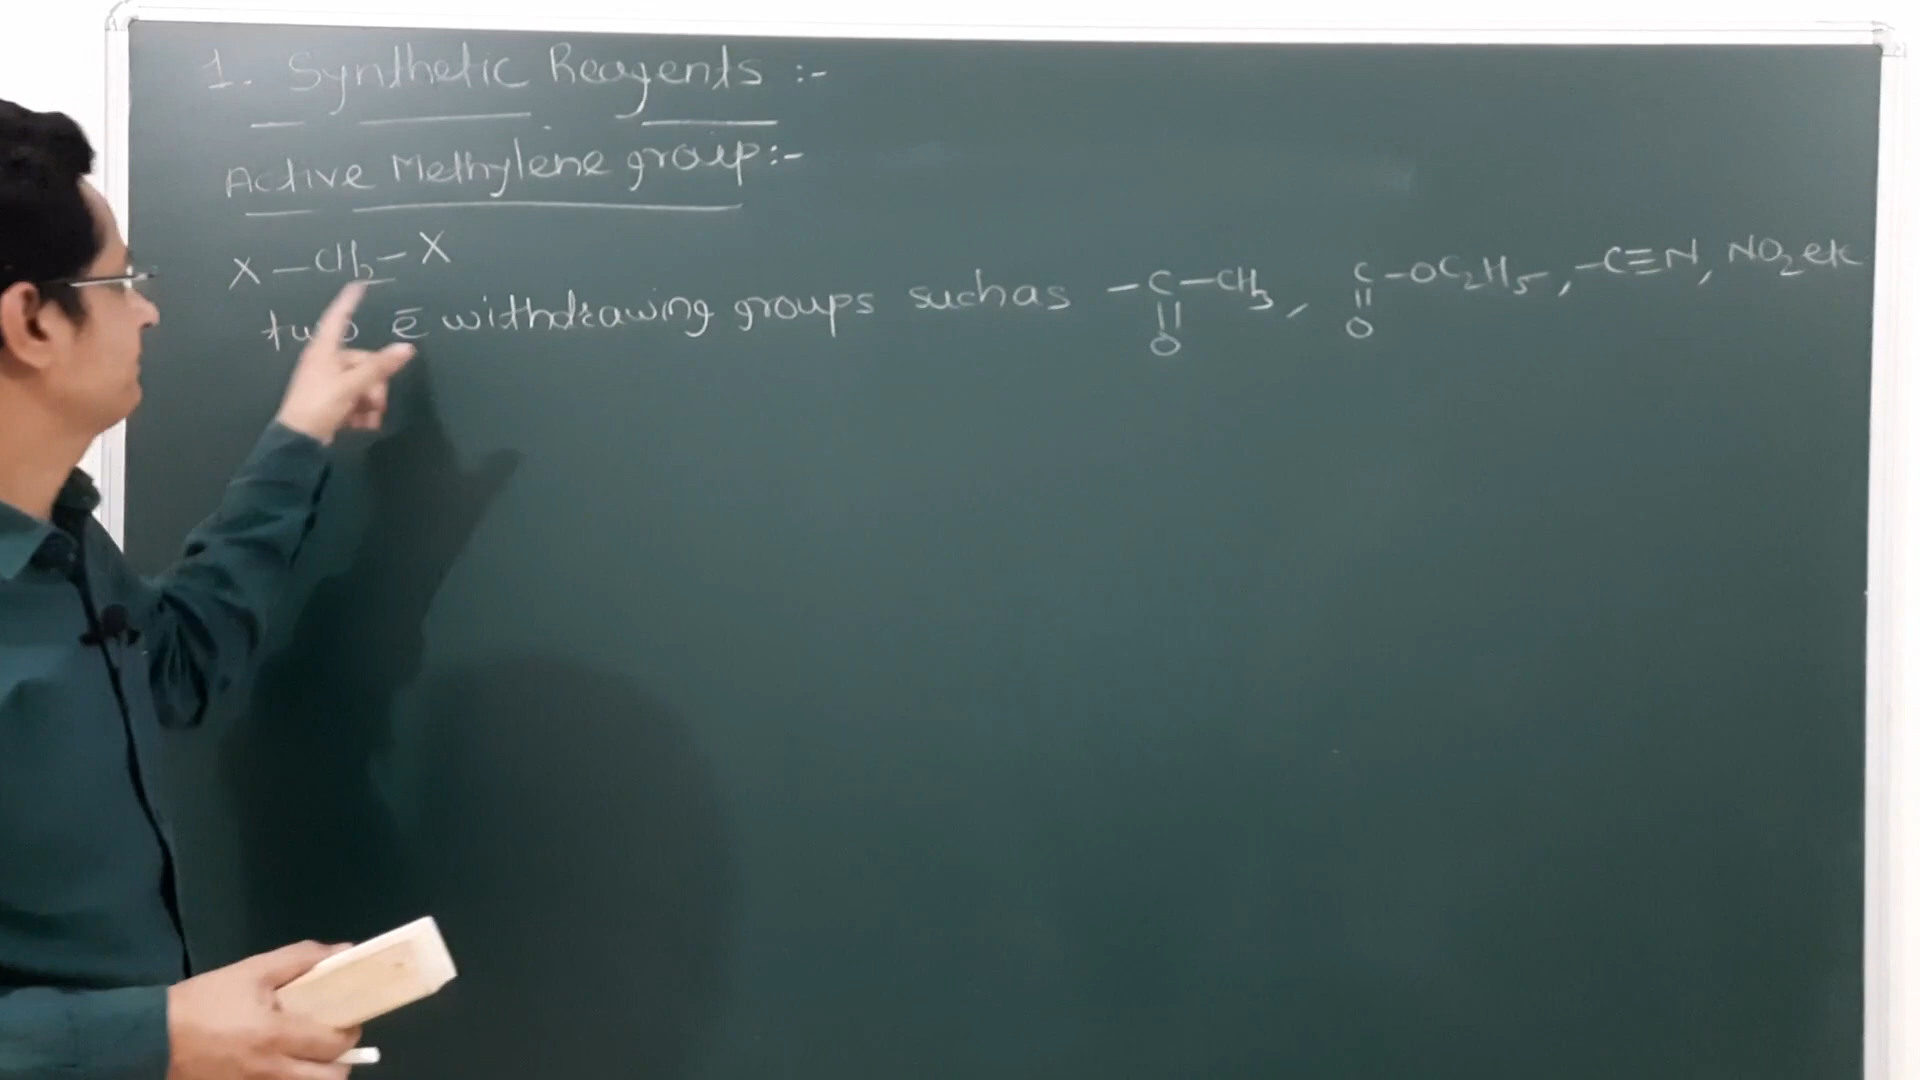 1. Synthetic Reagents :-
Active Methylene group:-
X — CH₂ — X
two ē withdrawing groups such as —C—CH₃, C—OC₂H₅, —C≡N, NO₂ etc
|| ||
O O